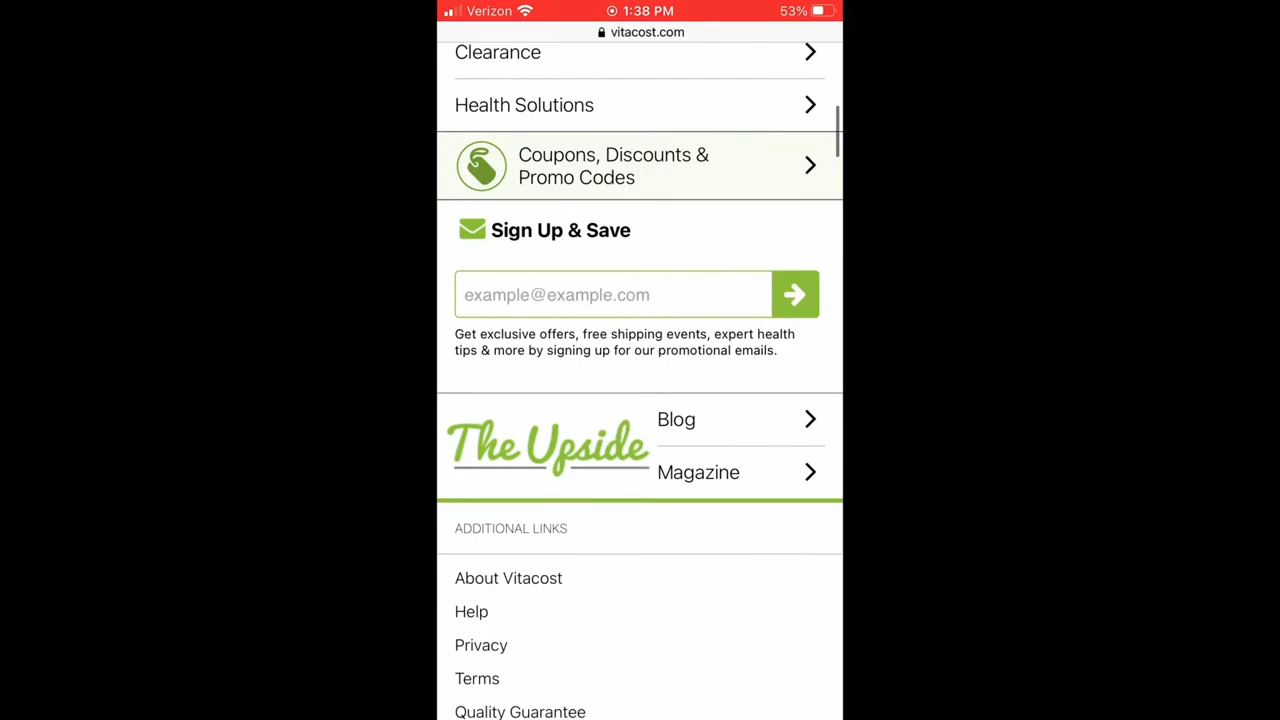 Verizon 1:38 PM 53%
vitacost.com
Clearance
Health Solutions
Coupons, Discounts &
Promo Codes
Sign Up & Save
example@example.com
Get exclusive offers, free shipping events, expert health
tips & more by signing up for our promotional emails.
The Upside
Blog
Magazine
ADDITIONAL LINKS
About Vitacost
Help
Privacy
Terms
Quality Guarantee